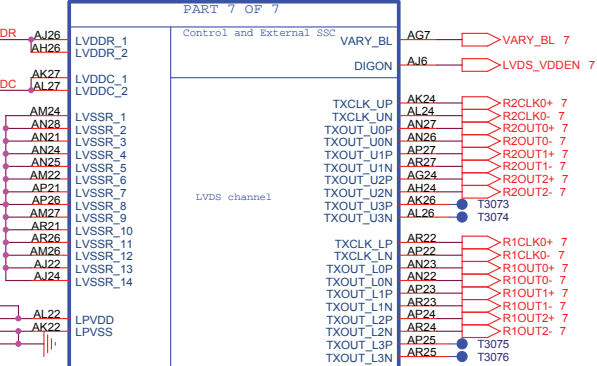 PART 7 OF 7
Control and External SSC
DR AJ26 LVDDR_1
AH26 LVDDR_2
VARY_BL AG7 VARY_BL 7
DIGON AJ6 LVDS_VDDEN 7
AK27 LVDDC_1
DC AL27 LVDDC_2
LVDS channel
AM24 LVSSR_1
AN28 LVSSR_2
AN21 LVSSR_3
AN24 LVSSR_4
AN25 LVSSR_5
AM22 LVSSR_6
AP21 LVSSR_7
AP26 LVSSR_8
AM27 LVSSR_9
AR21 LVSSR_10
AR26 LVSSR_11
AM26 LVSSR_12
AJ22 LVSSR_13
AJ24 LVSSR_14
AL22 LPVDD
AK22 LPVSS
TXCLK_UP AK24 R2CLK0+ 7
TXCLK_UN AL24 R2CLK0- 7
TXOUT_U0P AN27 R2OUT0+ 7
TXOUT_U0N AN26 R2OUT0- 7
TXOUT_U1P AP27 R2OUT1+ 7
TXOUT_U1N AR27 R2OUT1- 7
TXOUT_U2P AG24 R2OUT2+ 7
TXOUT_U2N AH24 R2OUT2- 7
TXOUT_U3P AK26 T3073
TXOUT_U3N AL26 T3074
TXCLK_LP AR22 R1CLK0+ 7
TXCLK_LN AP22 R1CLK0- 7
TXOUT_L0P AN23 R1OUT0+ 7
TXOUT_L0N AN22 R1OUT0- 7
TXOUT_L1P AP23 R1OUT1+ 7
TXOUT_L1N AR23 R1OUT1- 7
TXOUT_L2P AP24 R1OUT2+ 7
TXOUT_L2N AR24 R1OUT2- 7
TXOUT_L3P AP25 T3075
TXOUT_L3N AR25 T3076